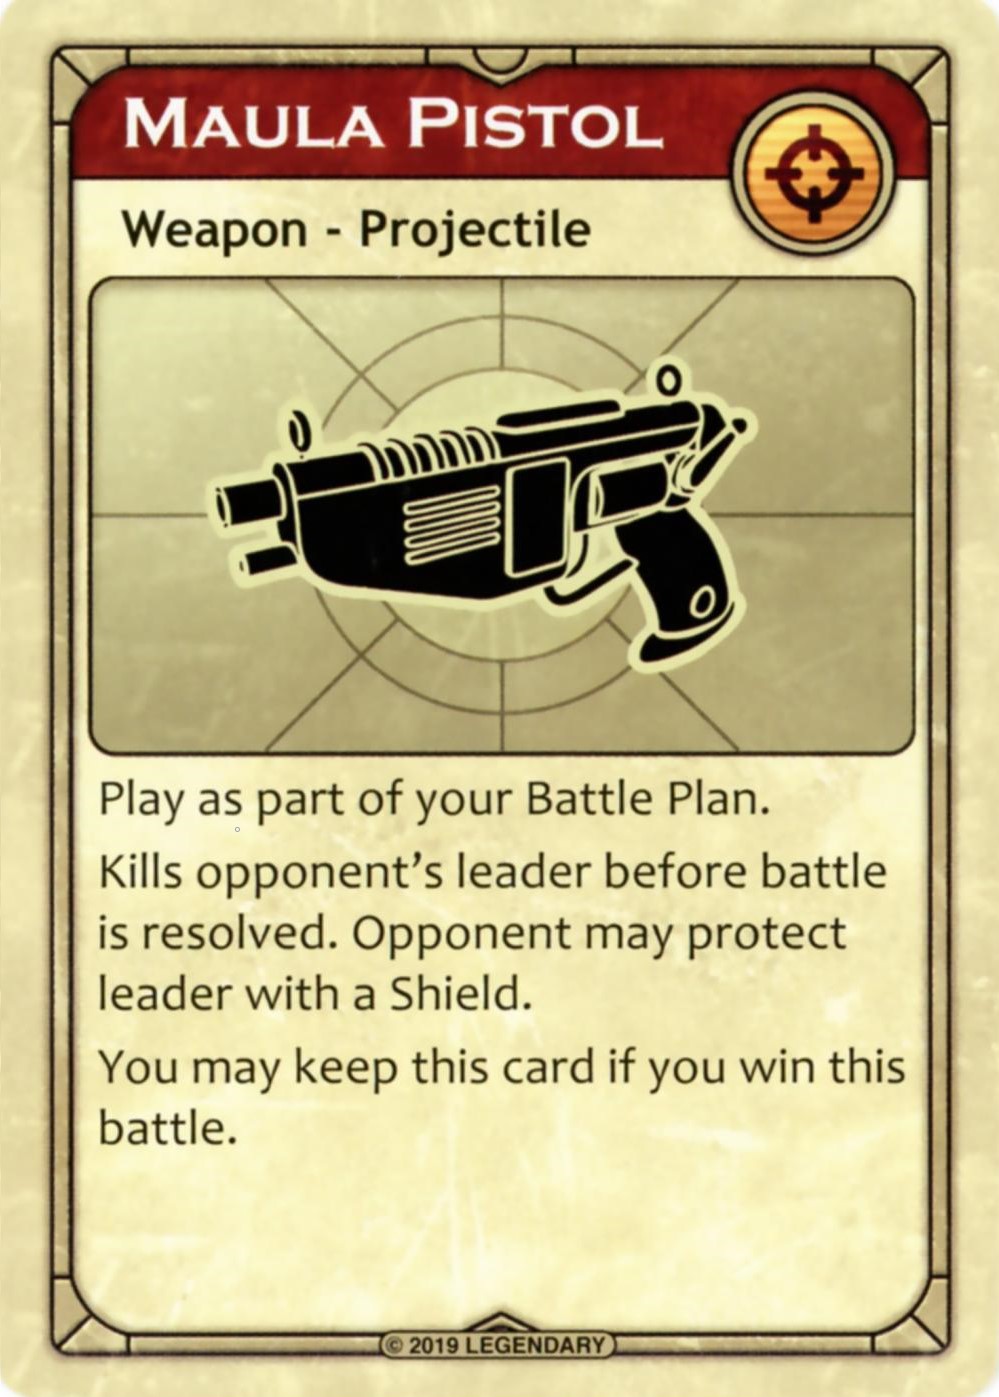 MAULA PISTOL
Weapon - Projectile
Play as part of your Battle Plan.
Kills opponent's leader before battle
is resolved. Opponent may protect
leader with a Shield.
You may keep this card if you win this
battle.
© 2019 LEGENDARY